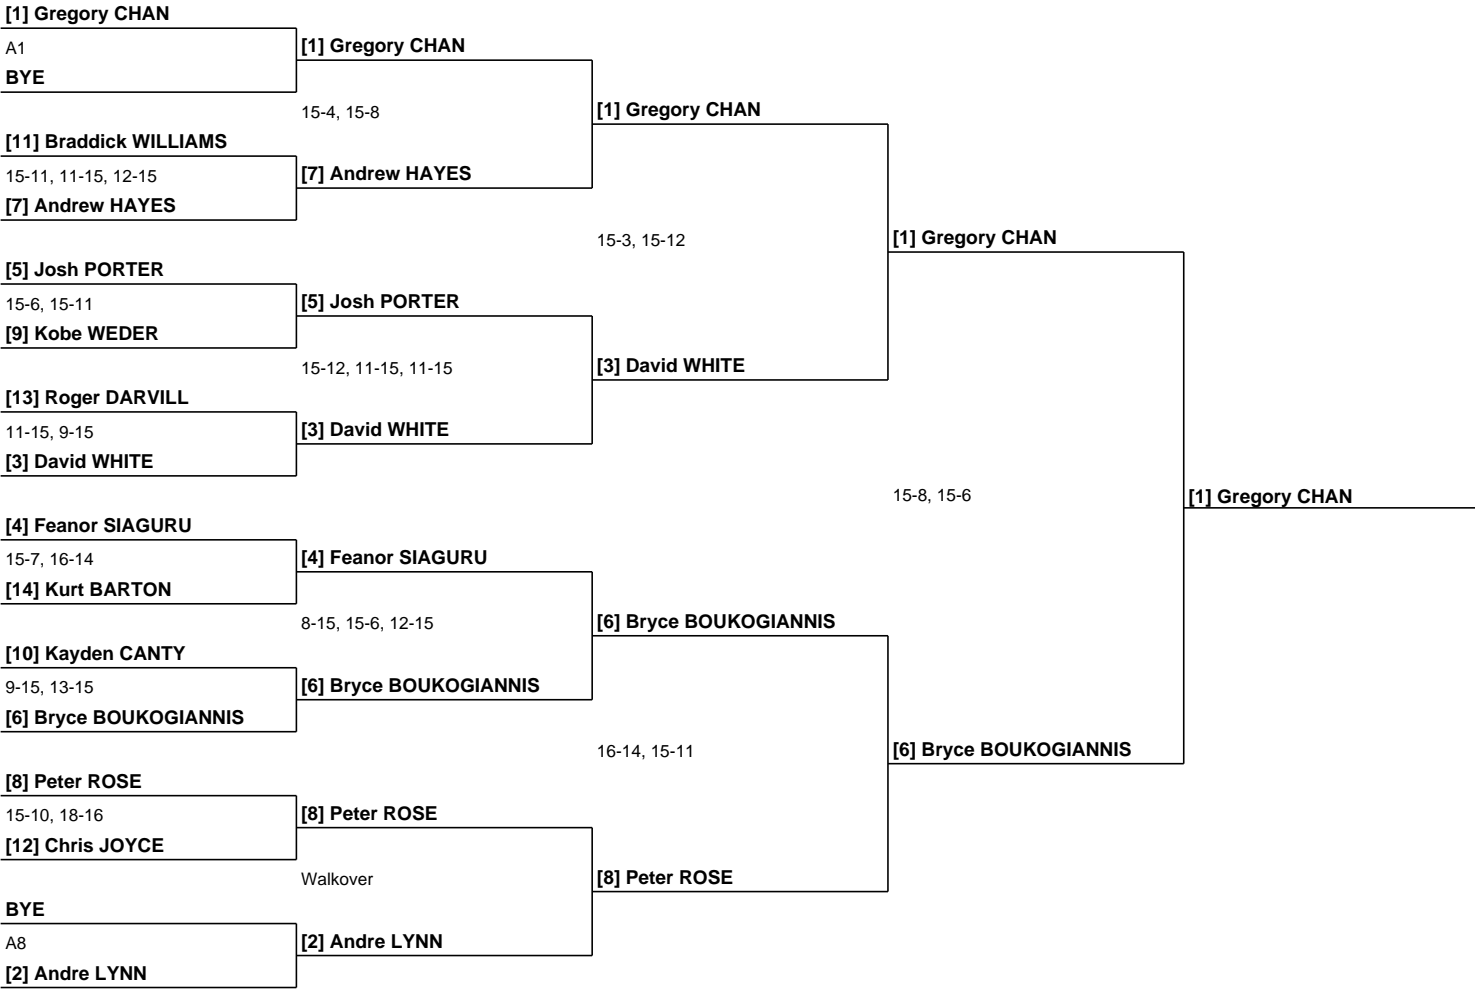 [1] Gregory CHAN
A1
BYE
[11] Braddick WILLIAMS
15-11, 11-15, 12-15
[7] Andrew HAYES
[5] Josh PORTER
15-6, 15-11
[9] Kobe WEDER
[13] Roger DARVILL
11-15, 9-15
[3] David WHITE
[4] Feanor SIAGURU
15-7, 16-14
[14] Kurt BARTON
[10] Kayden CANTY
9-15, 13-15
[6] Bryce BOUKOGIANNIS
[8] Peter ROSE
15-10, 18-16
[12] Chris JOYCE
BYE
A8
[2] Andre LYNN
[1] Gregory CHAN
15-4, 15-8
[7] Andrew HAYES
[5] Josh PORTER
15-12, 11-15, 11-15
[3] David WHITE
[4] Feanor SIAGURU
8-15, 15-6, 12-15
[6] Bryce BOUKOGIANNIS
[8] Peter ROSE
Walkover
[2] Andre LYNN
[1] Gregory CHAN
15-3, 15-12
[3] David WHITE
[6] Bryce BOUKOGIANNIS
16-14, 15-11
[8] Peter ROSE
[1] Gregory CHAN
15-8, 15-6
[6] Bryce BOUKOGIANNIS
[1] Gregory CHAN